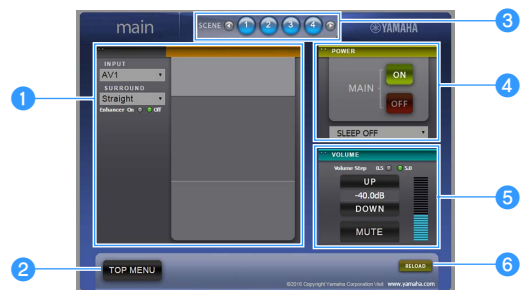 main
SCENE 1 2 3 4
YAMAHA
3
1
INPUT
AV1
SURROUND
Straight
Enhancer On Off
POWER
MAIN
ON
OFF
SLEEP OFF
4
VOLUME
Volume Step 0.5 5.0
UP
-40.0dB
DOWN
MUTE
5
2
TOP MENU
RELOAD
6
©2016 Copyright Yamaha Corporation Visit www.yamaha.com